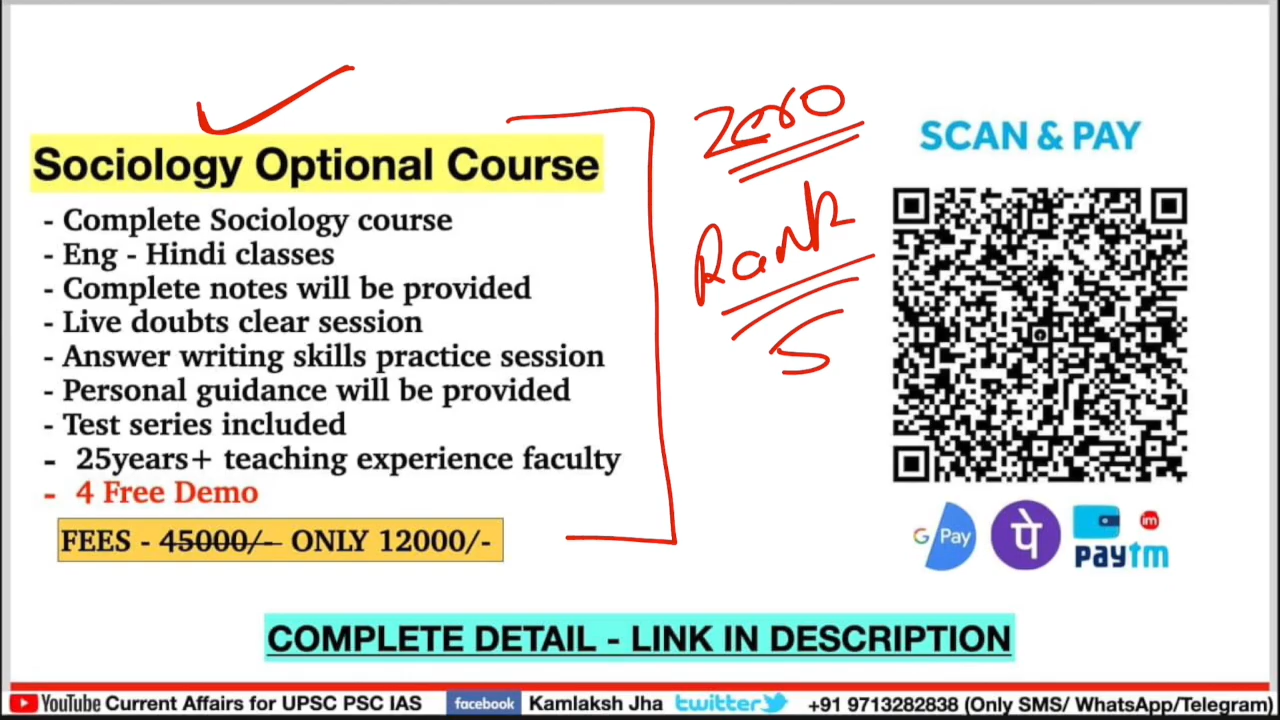 Sociology Optional Course
- Complete Sociology course
- Eng - Hindi classes
- Complete notes will be provided
- Live doubts clear session
- Answer writing skills practice session
- Personal guidance will be provided
- Test series included
- 25years+ teaching experience faculty
- 4 Free Demo
FEES - 45000/- ONLY 12000/-
Zero
Rank
5
SCAN & PAY
G Pay
पे
im
paytm
COMPLETE DETAIL - LINK IN DESCRIPTION
YouTube Current Affairs for UPSC PSC IAS facebook Kamlaksh Jha twitter +91 9713282838 (Only SMS/ WhatsApp/Telegram)